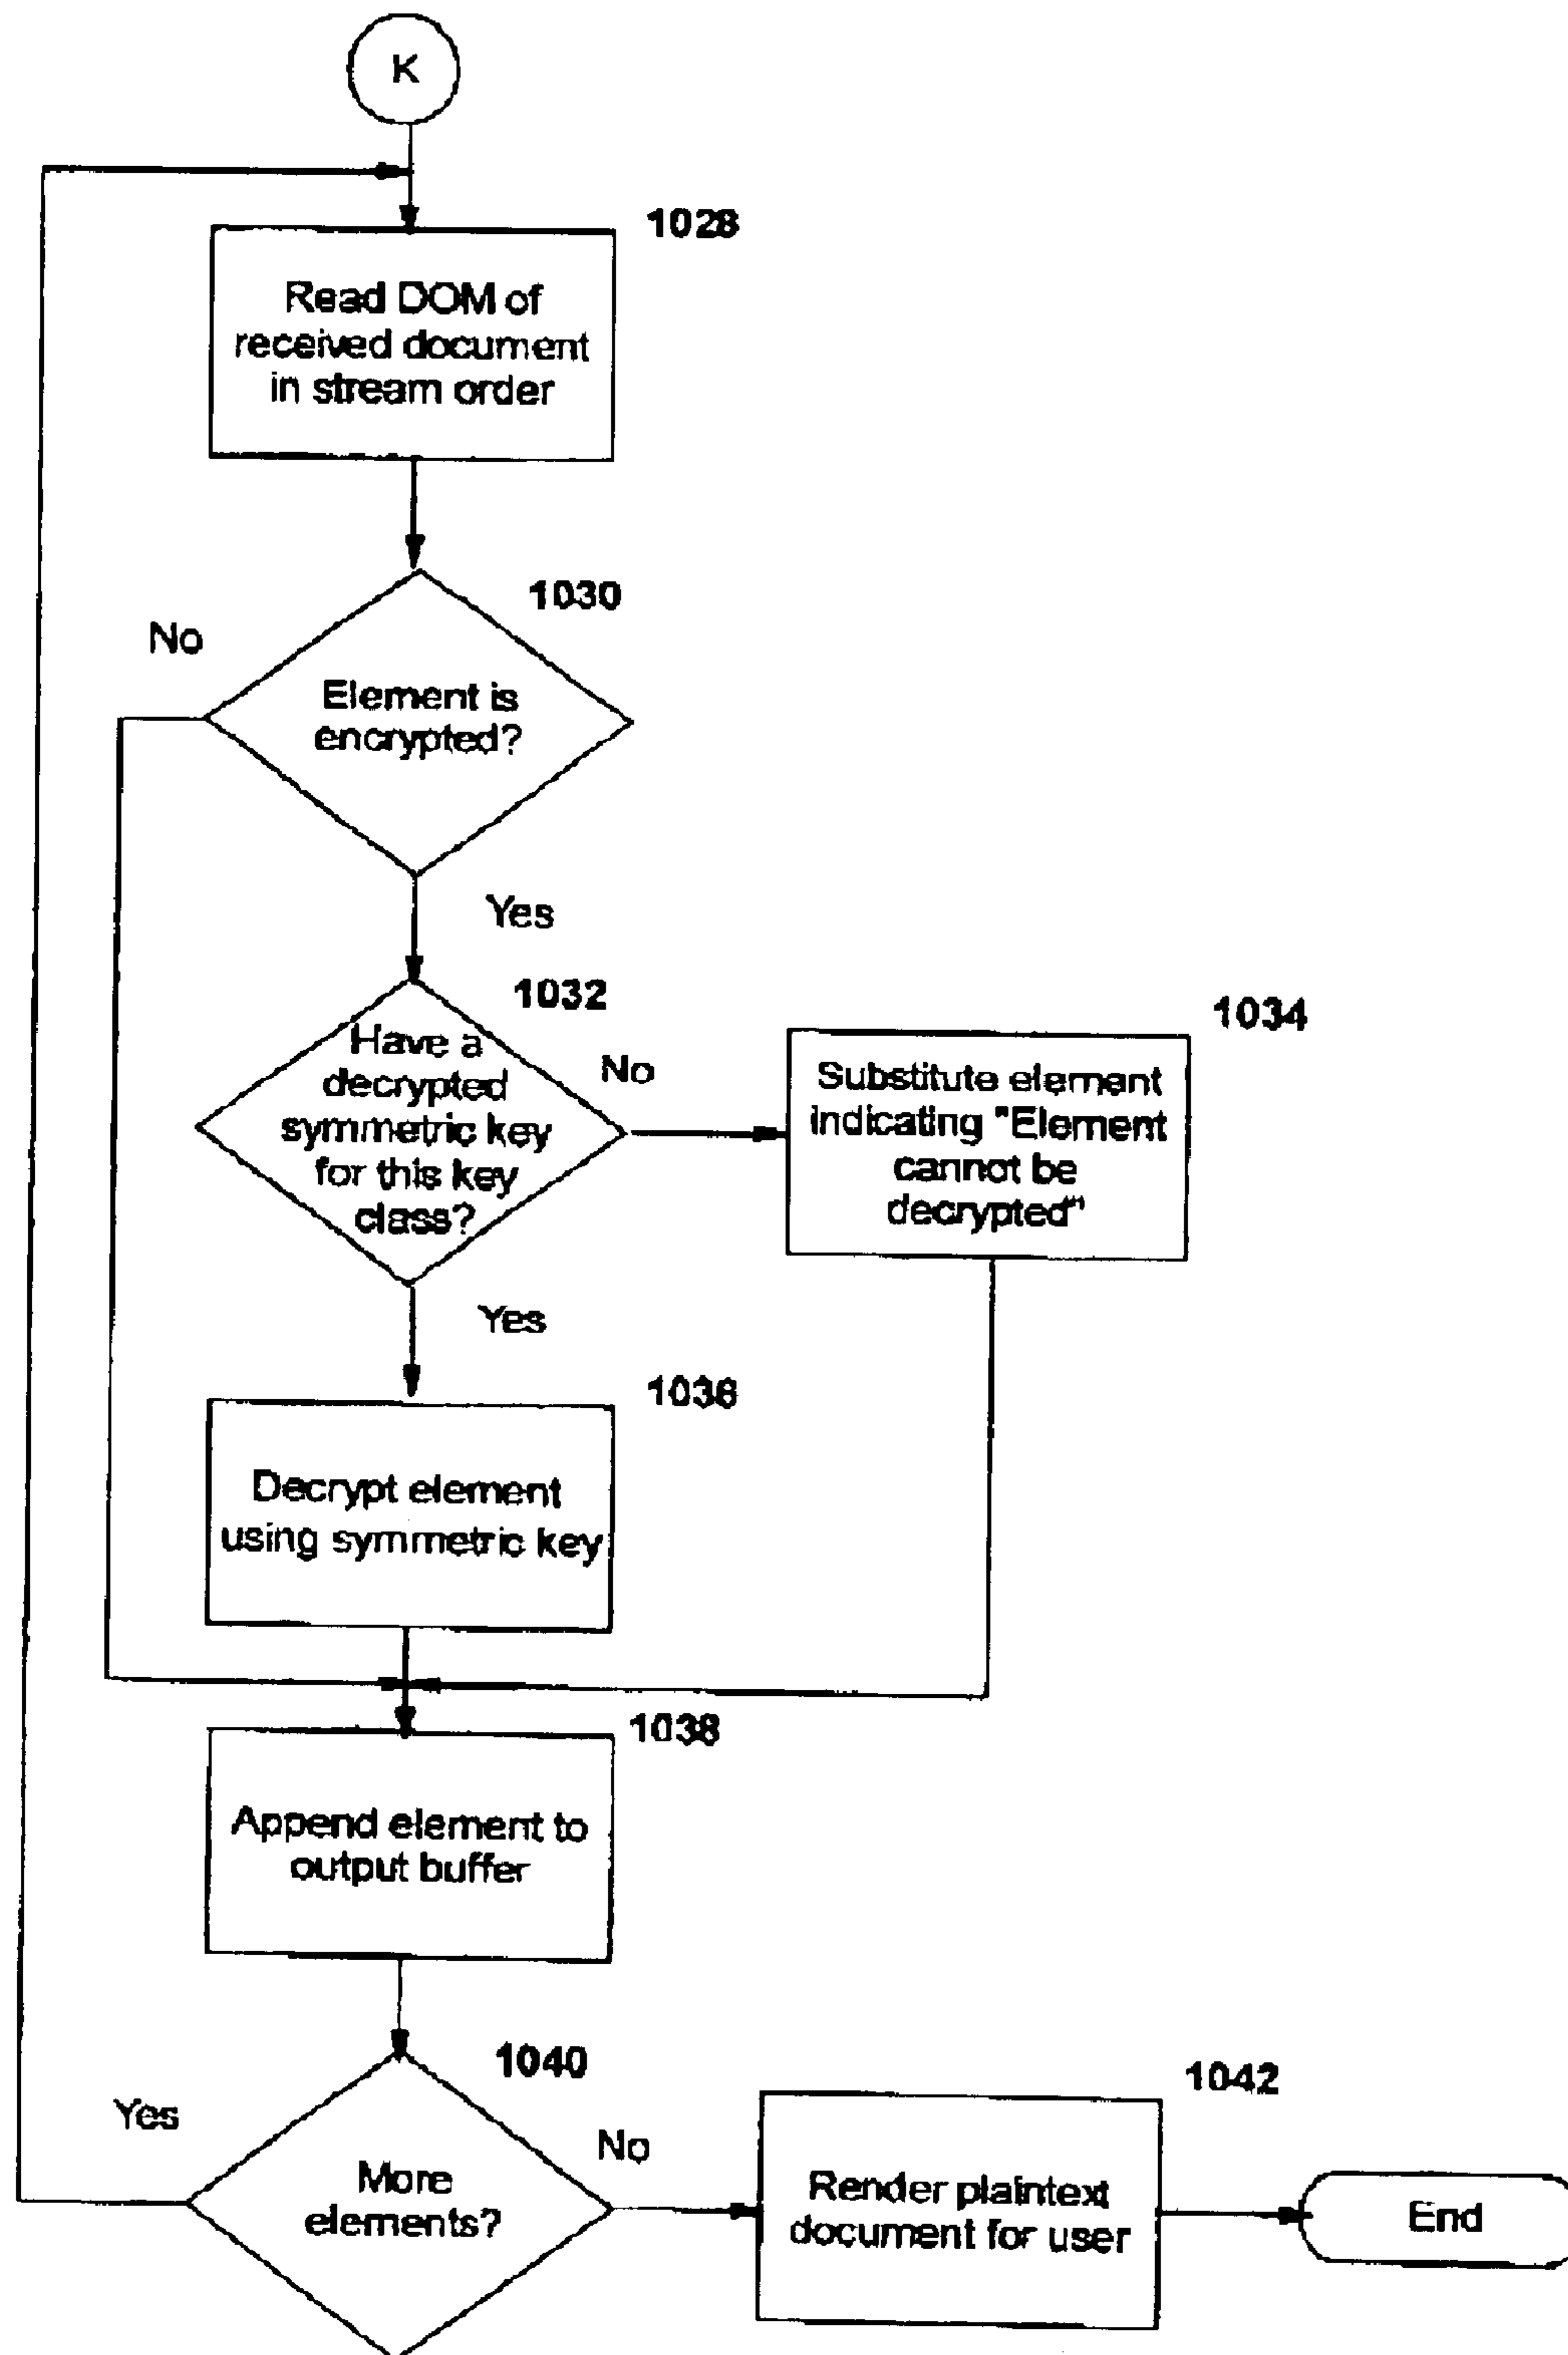 K
1028
Read DOM of
received document
in stream order
1030
No
Element is
encrypted?
Yes
1032
Have a
decrypted
symmetric key
for this key
class?
No
1034
Substitute element
indicating "Element
cannot be
decrypted"
Yes
1036
Decrypt element
using symmetric key
1038
Append element to
output buffer
1040
Yes
More
elements?
No
1042
Render plaintext
document for user
End